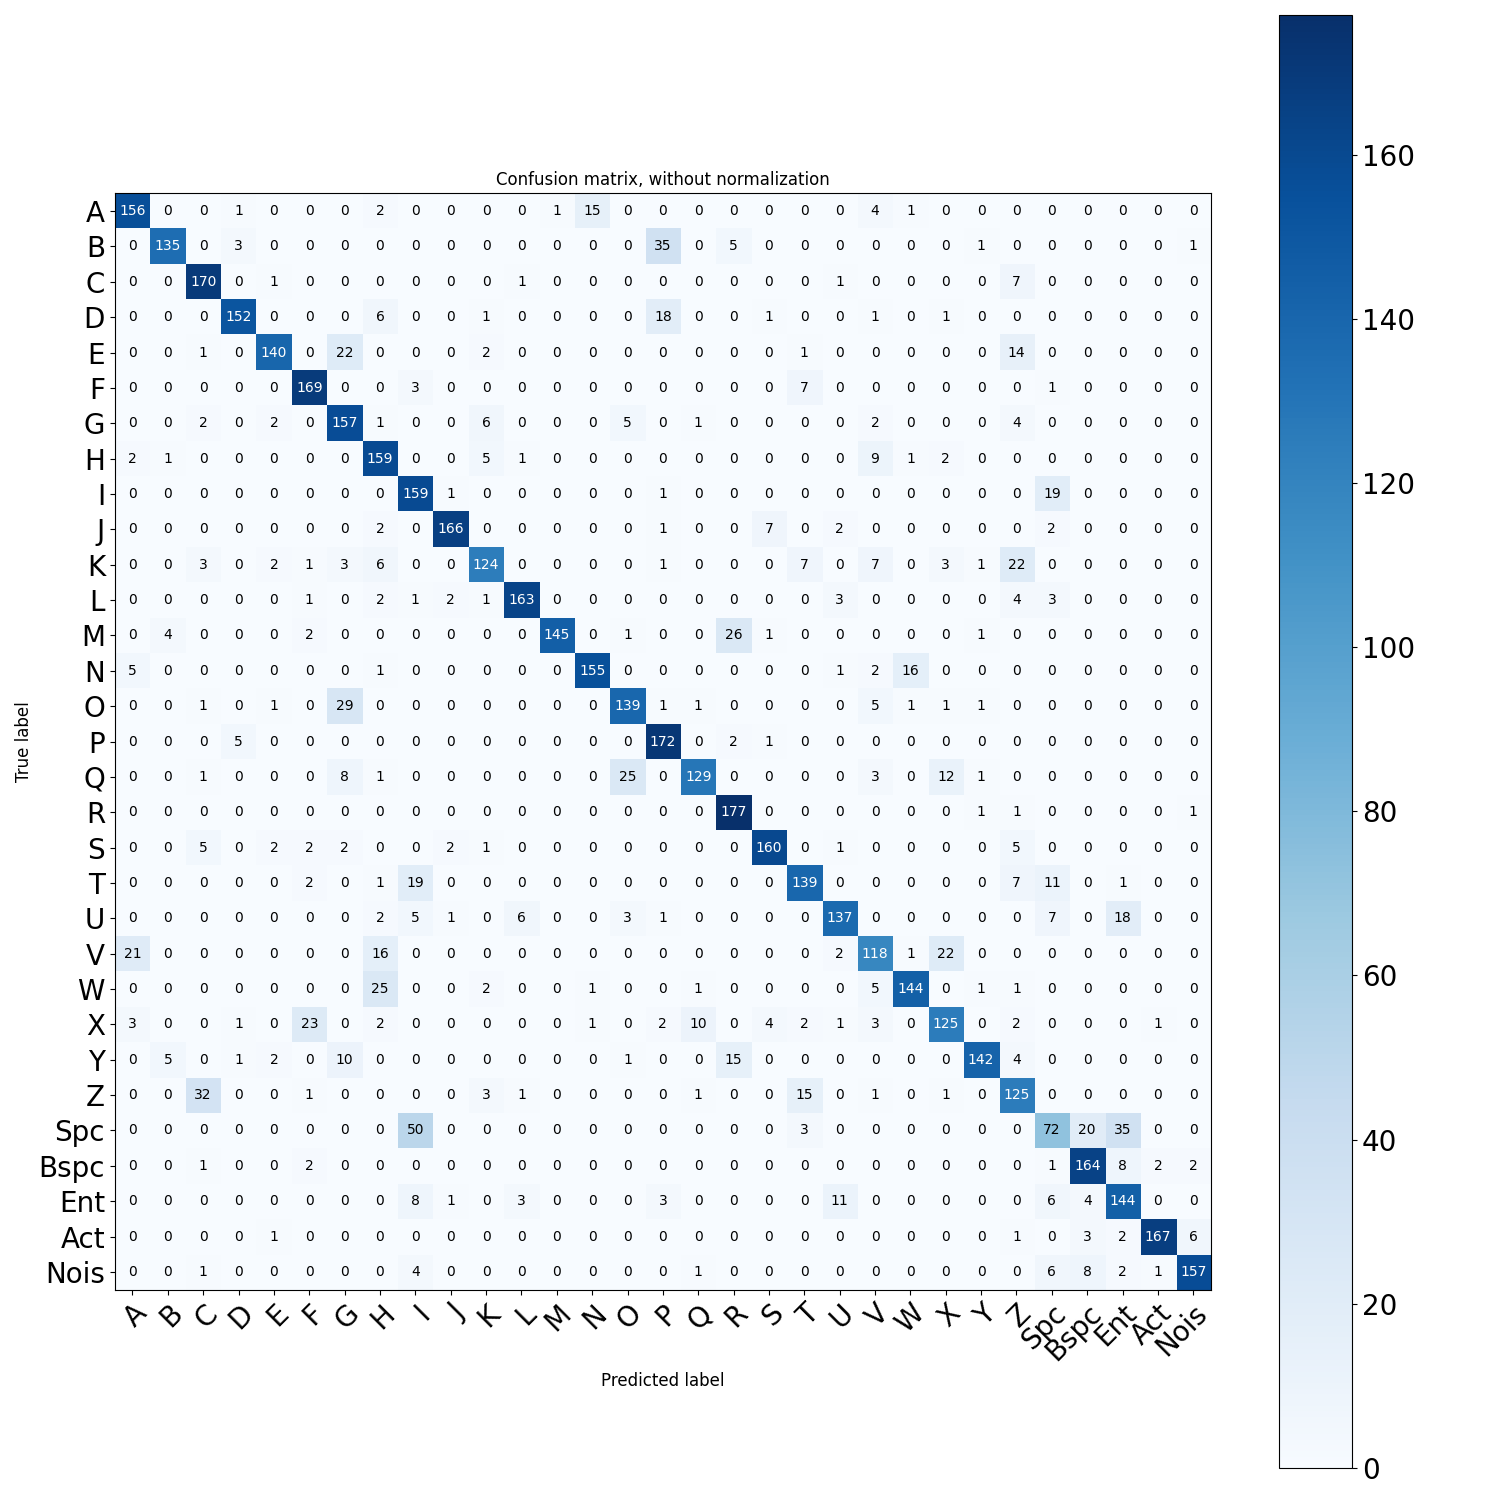 Confusion matrix, without normalization
A 156 0 0 1 0 0 0 2 0 0 0 0 1 15 0 0 0 0 0 0 0 4 1 0 0 0 0 0 0 0 0
B 0 135 0 3 0 0 0 0 0 0 0 0 0 0 0 35 0 5 0 0 0 0 0 0 1 0 0 0 0 0 1
C 0 0 170 0 1 0 0 0 0 0 0 1 0 0 0 0 0 0 0 0 1 0 0 0 0 7 0 0 0 0 0
D 0 0 0 152 0 0 0 6 0 0 1 0 0 0 0 18 0 0 1 0 0 1 0 1 0 0 0 0 0 0 0
E 0 0 1 0 140 0 22 0 0 0 2 0 0 0 0 0 0 0 0 1 0 0 0 0 0 14 0 0 0 0 0
F 0 0 0 0 0 169 0 0 3 0 0 0 0 0 0 0 0 0 0 7 0 0 0 0 0 0 1 0 0 0 0
G 0 0 2 0 2 0 157 1 0 0 6 0 0 0 5 0 1 0 0 0 0 2 0 0 0 4 0 0 0 0 0
H 2 1 0 0 0 0 0 159 0 0 5 1 0 0 0 0 0 0 0 0 0 9 1 2 0 0 0 0 0 0 0
I 0 0 0 0 0 0 0 0 159 1 0 0 0 0 0 1 0 0 0 0 0 0 0 0 0 0 19 0 0 0 0
J 0 0 0 0 0 0 0 2 0 166 0 0 0 0 0 1 0 0 7 0 2 0 0 0 0 0 2 0 0 0 0
K 0 0 3 0 2 1 3 6 0 0 124 0 0 0 0 1 0 0 0 7 0 7 0 3 1 22 0 0 0 0 0
L 0 0 0 0 0 1 0 2 1 2 1 163 0 0 0 0 0 0 0 0 3 0 0 0 0 4 3 0 0 0 0
M 0 4 0 0 0 2 0 0 0 0 0 0 145 0 1 0 0 26 1 0 0 0 0 0 1 0 0 0 0 0 0
N 5 0 0 0 0 0 0 1 0 0 0 0 0 155 0 0 0 0 0 0 1 2 16 0 0 0 0 0 0 0 0
O 0 0 1 0 1 0 29 0 0 0 0 0 0 0 139 1 1 0 0 0 0 5 1 1 1 0 0 0 0 0 0
P 0 0 0 5 0 0 0 0 0 0 0 0 0 0 0 172 0 2 1 0 0 0 0 0 0 0 0 0 0 0 0
Q 0 0 1 0 0 0 8 1 0 0 0 0 0 0 25 0 129 0 0 0 0 3 0 12 1 0 0 0 0 0 0
R 0 0 0 0 0 0 0 0 0 0 0 0 0 0 0 0 0 177 0 0 0 0 0 0 1 1 0 0 0 0 1
S 0 0 5 0 2 2 2 0 0 2 1 0 0 0 0 0 0 0 160 0 1 0 0 0 0 5 0 0 0 0 0
T 0 0 0 0 0 2 0 1 19 0 0 0 0 0 0 0 0 0 0 139 0 0 0 0 0 7 11 0 1 0 0
U 0 0 0 0 0 0 0 2 5 1 0 6 0 0 3 1 0 0 0 0 137 0 0 0 0 0 7 0 18 0 0
V 21 0 0 0 0 0 0 16 0 0 0 0 0 0 0 0 0 0 0 0 2 118 1 22 0 0 0 0 0 0 0
W 0 0 0 0 0 0 0 25 0 0 2 0 0 1 0 0 1 0 0 0 0 5 144 0 1 1 0 0 0 0 0
X 3 0 0 1 0 23 0 2 0 0 0 0 0 1 0 2 10 0 4 2 1 3 0 125 0 2 0 0 0 1 0
Y 0 5 0 1 2 0 10 0 0 0 0 0 0 0 1 0 0 15 0 0 0 0 0 0 142 4 0 0 0 0 0
Z 0 0 32 0 0 1 0 0 0 0 3 1 0 0 0 0 1 0 0 15 0 1 0 1 0 125 0 0 0 0 0
Spc 0 0 0 0 0 0 0 0 50 0 0 0 0 0 0 0 0 0 0 3 0 0 0 0 0 0 72 20 35 0 0
Bspc 0 0 1 0 0 2 0 0 0 0 0 0 0 0 0 0 0 0 0 0 0 0 0 0 0 0 1 164 8 2 2
Ent 0 0 0 0 0 0 0 0 8 1 0 3 0 0 0 3 0 0 0 0 11 0 0 0 0 0 6 4 144 0 0
Act 0 0 0 0 1 0 0 0 0 0 0 0 0 0 0 0 0 0 0 0 0 0 0 0 0 1 0 3 2 167 6
Nois 0 0 1 0 0 0 0 0 4 0 0 0 0 0 0 0 1 0 0 0 0 0 0 0 0 0 6 8 2 1 157
A B C D E F G H I J K L M N O P Q R S T U V W X Y Z Spc Bspc Ent Act Nois
True label
Predicted label
160
140
120
100
80
60
40
20
0